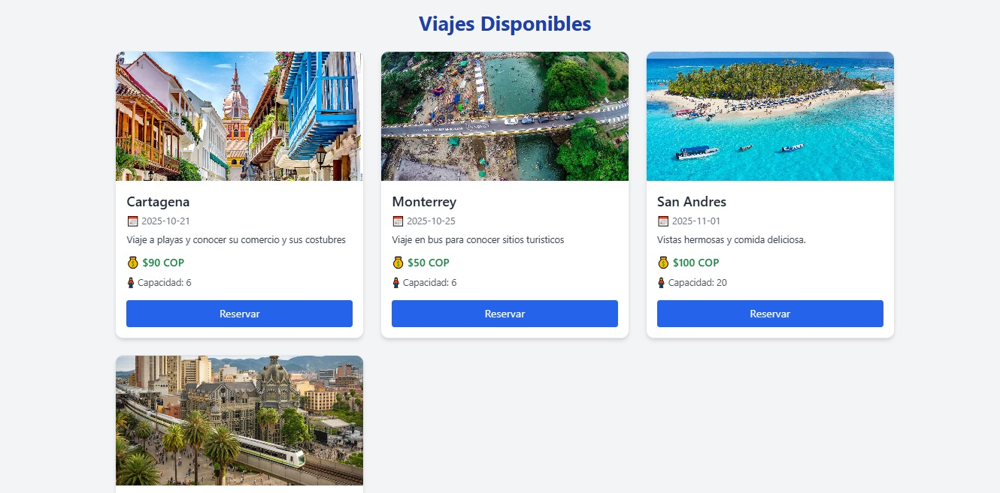 Viajes Disponibles
Cartagena
2025-10-21
Viaje a playas y conocer su comercio y sus costubres
$90 COP
Capacidad: 6
Reservar
Monterrey
2025-10-25
Viaje en bus para conocer sitios turisticos
$50 COP
Capacidad: 6
Reservar
San Andres
2025-11-01
Vistas hermosas y comida deliciosa.
$100 COP
Capacidad: 20
Reservar